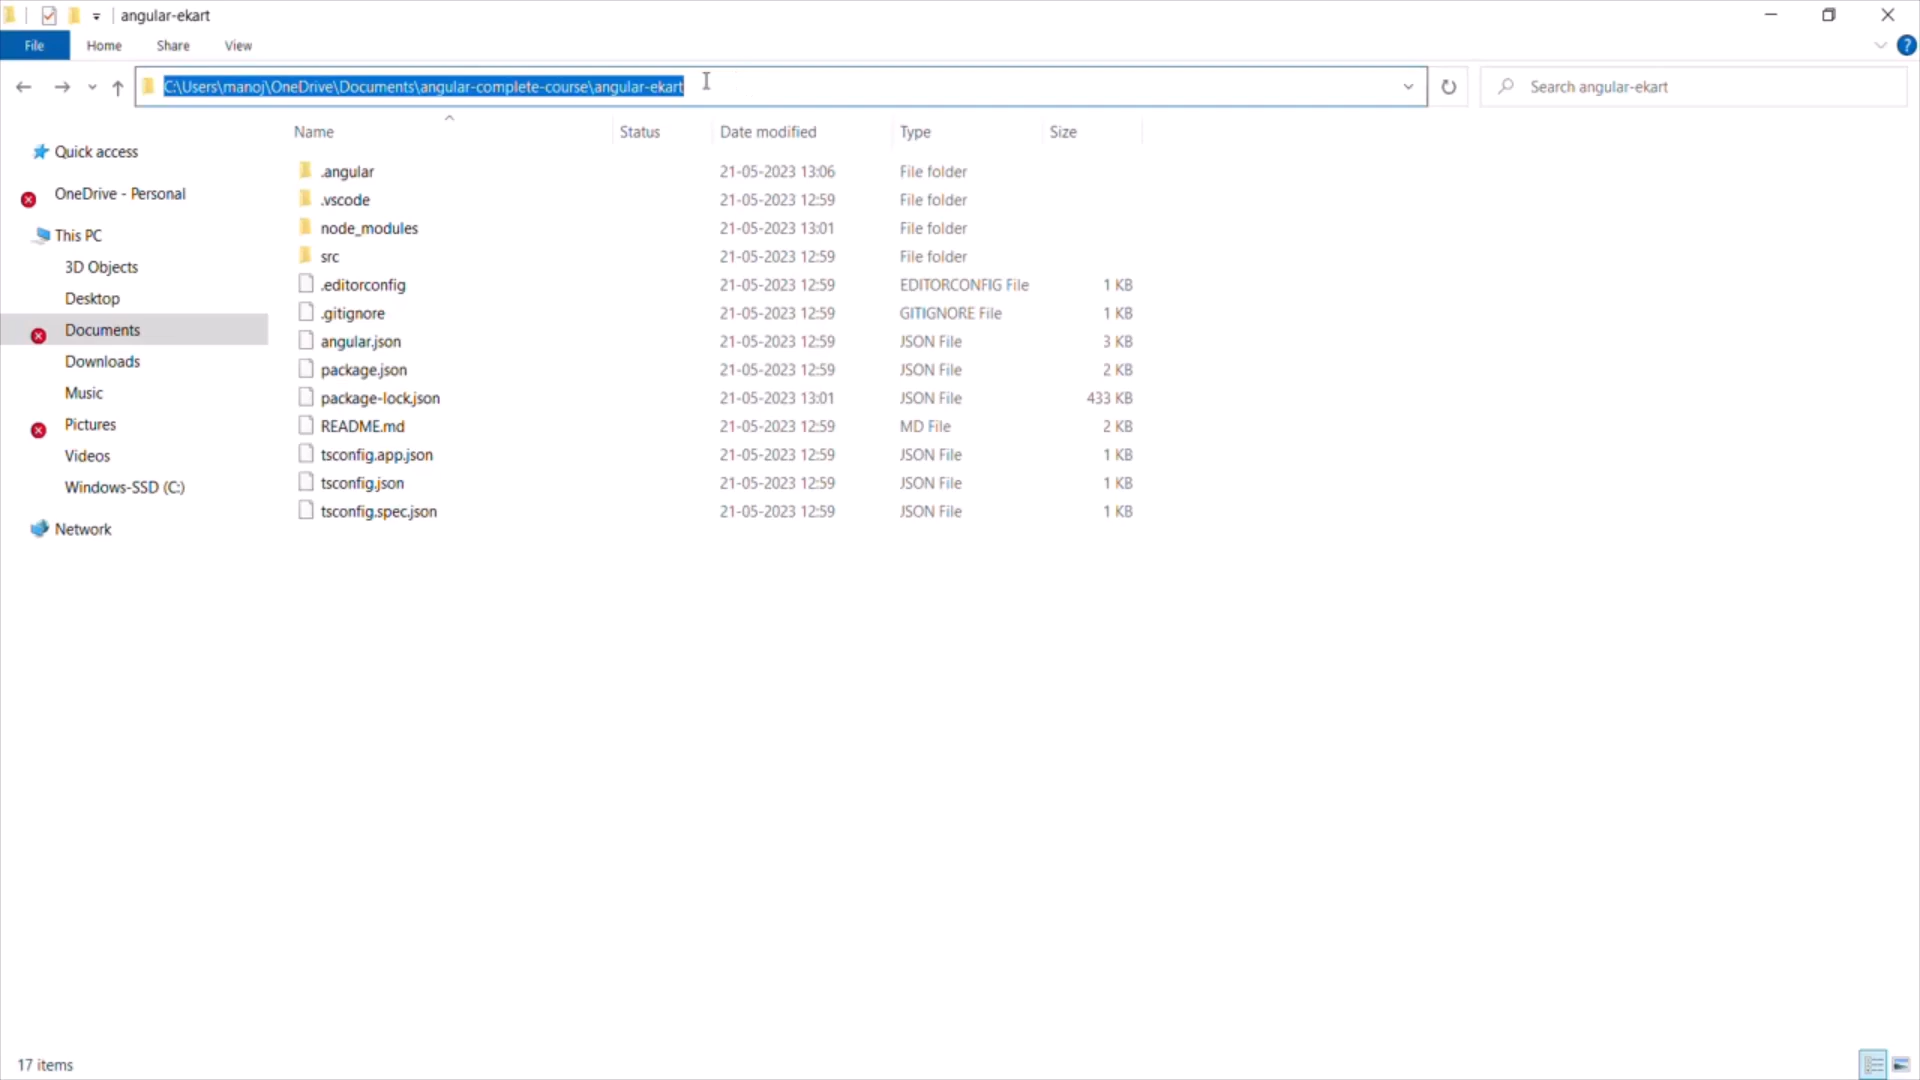 angular-ekart
File Home Share View
C:\Users\manoj\OneDrive\Documents\angular-complete-course\angular-ekart
Search angular-ekart
Name Status Date modified Type Size
Quick access
OneDrive - Personal
This PC
3D Objects
Desktop
Documents
Downloads
Music
Pictures
Videos
Windows-SSD (C:)
Network
.angular 21-05-2023 13:06 File folder
.vscode 21-05-2023 12:59 File folder
node_modules 21-05-2023 13:01 File folder
src 21-05-2023 12:59 File folder
.editorconfig 21-05-2023 12:59 EDITORCONFIG File 1 KB
.gitignore 21-05-2023 12:59 GITIGNORE File 1 KB
angular.json 21-05-2023 12:59 JSON File 3 KB
package.json 21-05-2023 12:59 JSON File 2 KB
package-lock.json 21-05-2023 13:01 JSON File 433 KB
README.md 21-05-2023 12:59 MD File 2 KB
tsconfig.app.json 21-05-2023 12:59 JSON File 1 KB
tsconfig.json 21-05-2023 12:59 JSON File 1 KB
tsconfig.spec.json 21-05-2023 12:59 JSON File 1 KB
17 items